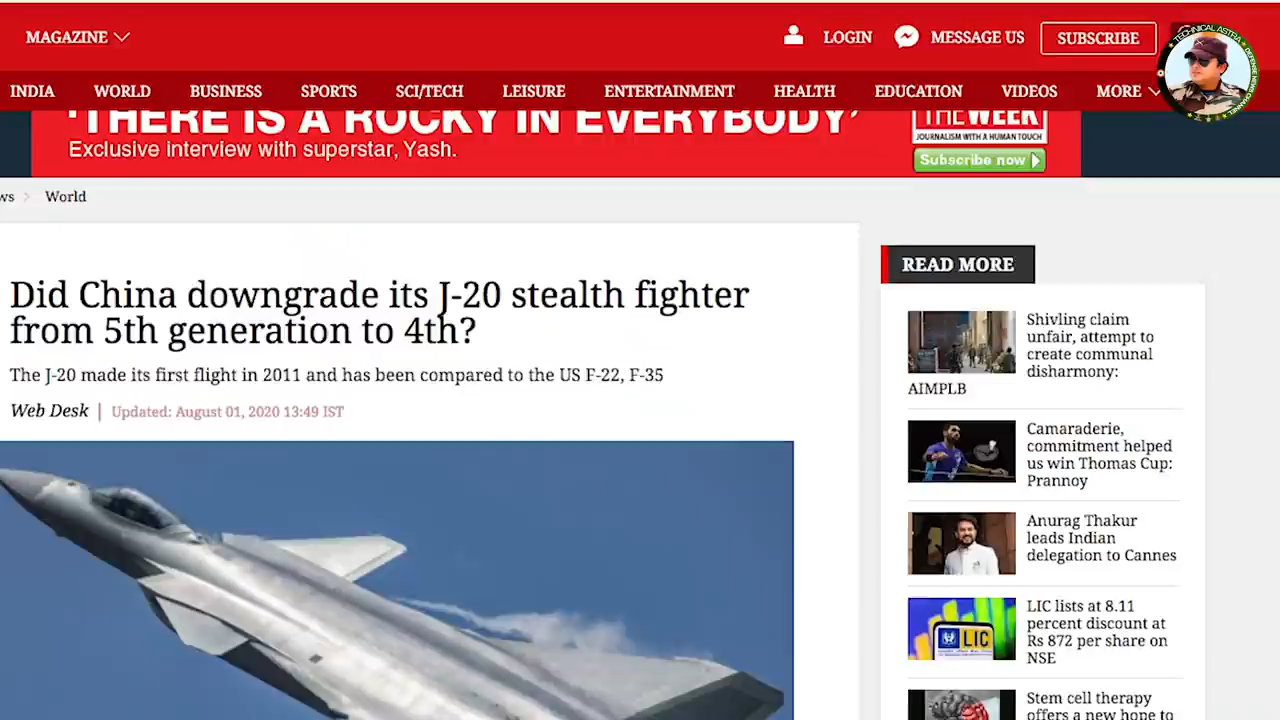 MAGAZINE
LOGIN
MESSAGE US
SUBSCRIBE
TECHNICAL ASTRA
INDIA
WORLD
BUSINESS
SPORTS
SCI/TECH
LEISURE
ENTERTAINMENT
HEALTH
EDUCATION
VIDEOS
MORE
'THERE IS A ROCKY IN EVERYBODY'
Exclusive interview with superstar, Yash.
THE WEEK
JOURNALISM WITH A HUMAN TOUCH
Subscribe now
ws
World
Did China downgrade its J-20 stealth fighter
from 5th generation to 4th?
The J-20 made its first flight in 2011 and has been compared to the US F-22, F-35
Web Desk | Updated: August 01, 2020 13:49 IST
READ MORE
Shivling claim
unfair, attempt to
create communal
disharmony:
AIMPLB
Camaraderie,
commitment helped
us win Thomas Cup:
Prannoy
Anurag Thakur
leads Indian
delegation to Cannes
LIC lists at 8.11
percent discount at
Rs 872 per share on
NSE
LIC
Stem cell therapy
offers a new hope to